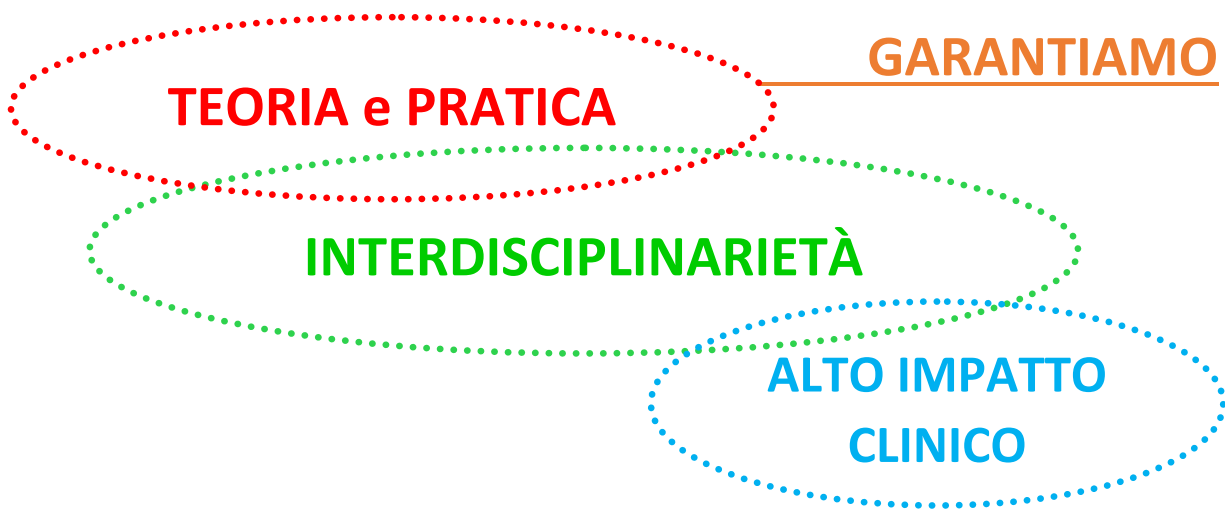 GARANTIAMO
TEORIA e PRATICA
INTERDISCIPLINARIETÀ
ALTO IMPATTO
CLINICO